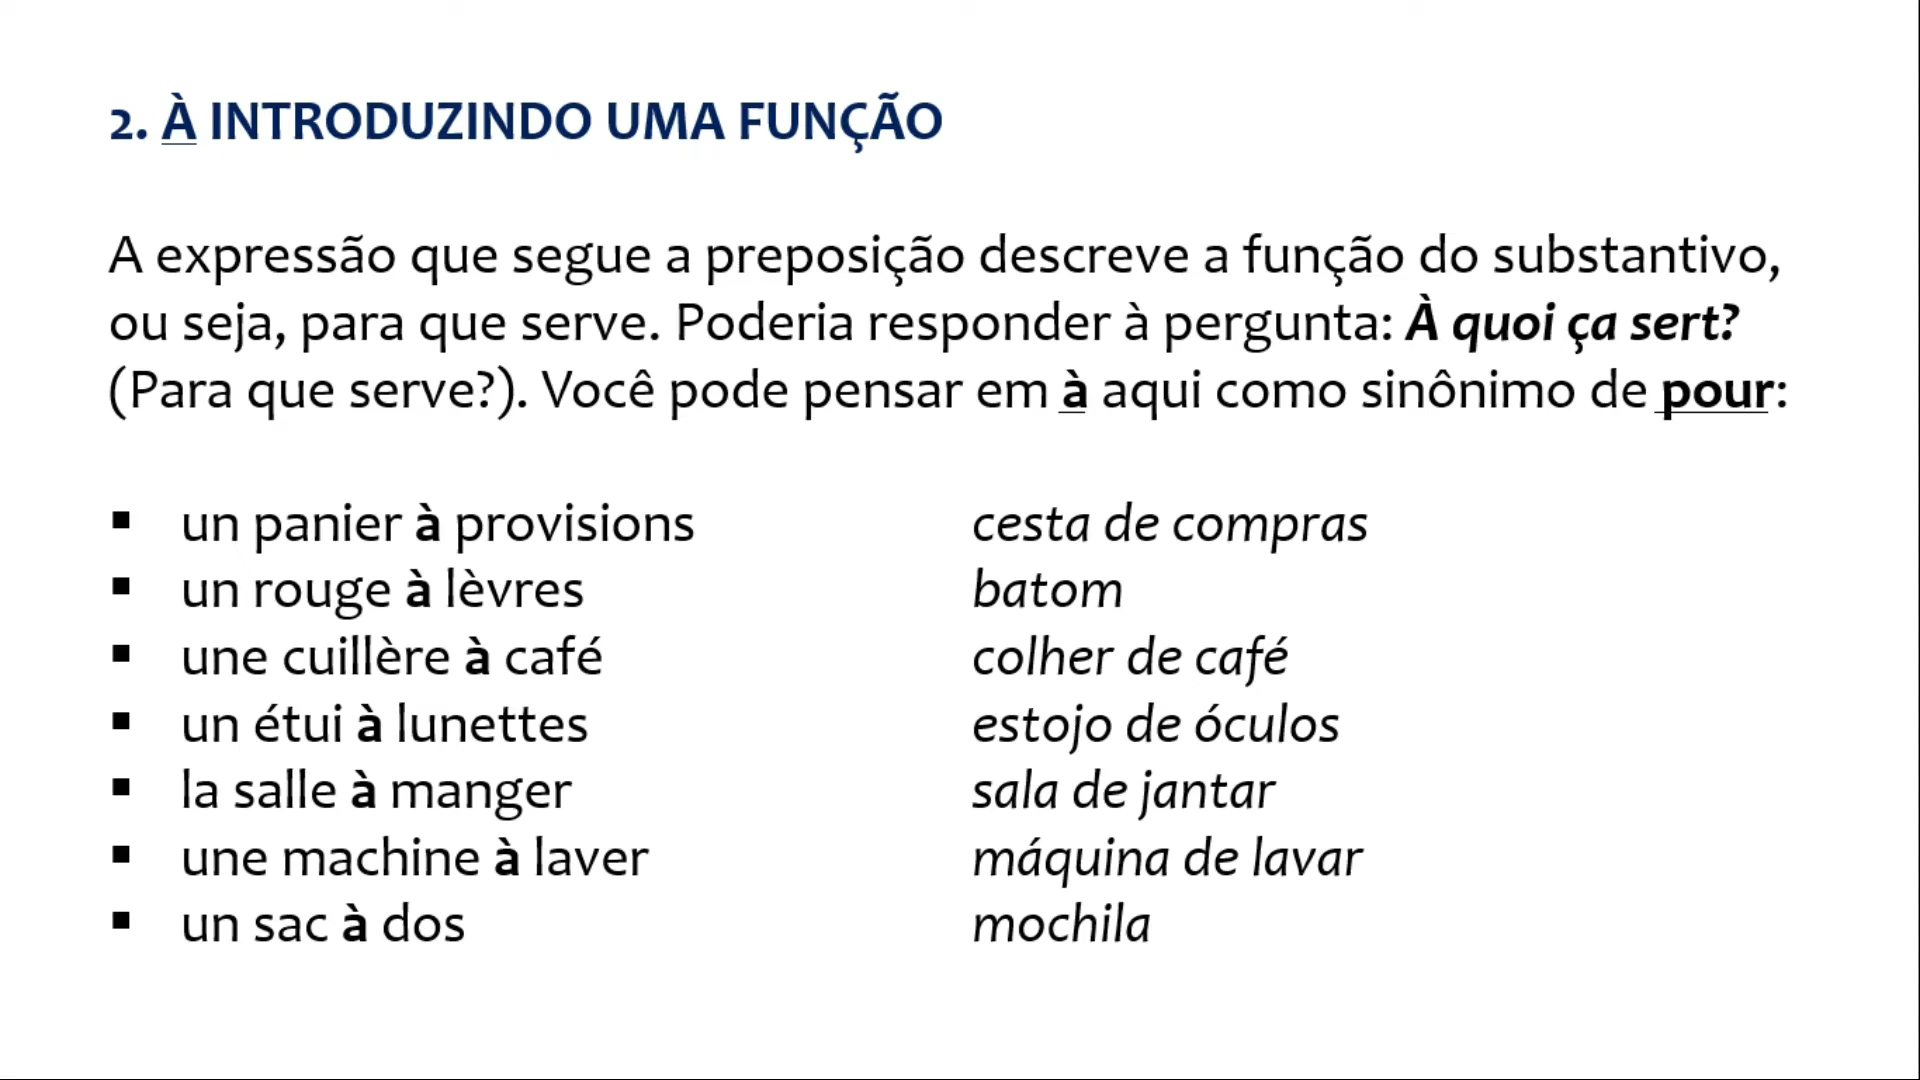 2. À INTRODUZINDO UMA FUNÇÃO
A expressão que segue a preposição descreve a função do substantivo,
ou seja, para que serve. Poderia responder à pergunta: À quoi ça sert?
(Para que serve?). Você pode pensar em à aqui como sinônimo de pour:
▪ un panier à provisions cesta de compras
▪ un rouge à lèvres batom
▪ une cuillère à café colher de café
▪ un étui à lunettes estojo de óculos
▪ la salle à manger sala de jantar
▪ une machine à laver máquina de lavar
▪ un sac à dos mochila